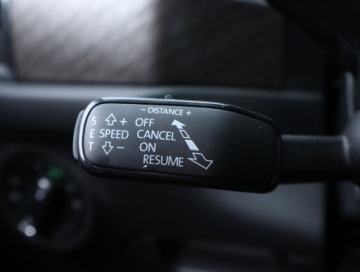 - DISTANCE +
S + OFF
E SPEED CANCEL
T - ON
RESUME